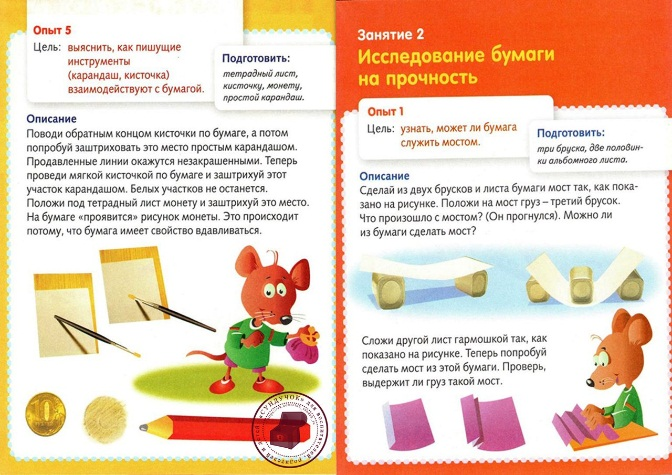 Опыт 5
Цель: выяснить, как пишущие
инструменты
(карандаш, кисточка)
взаимодействуют с бумагой.
Подготовить:
тетрадный лист,
кисточку, монету,
простой карандаш.
Описание
Поводи обратным концом кисточки по бумаге, а потом
попробуй заштриховать это место простым карандашом.
Продавленные линии окажутся незакрашенными. Теперь
проведи мягкой кисточкой по бумаге и заштрихуй этот
участок карандашом. Белых участков не останется.
Положи под тетрадный лист монету и заштрихуй это место.
На бумаге «проявится» рисунок монеты. Это происходит
потому, что бумага имеет свойство вдавливаться.
10
«СУНДУЧОК»
Занятие 2
Исследование бумаги
на прочность
Опыт 1
Цель: узнать, может ли бумага
служить мостом.
Подготовить:
три бруска, две половин-
ки альбомного листа.
Описание
Сделай из двух брусков и листа бумаги мост так, как пока-
зано на рисунке. Положи на мост груз – третий брусок.
Что произошло с мостом? (Он прогнулся). Можно ли
из бумаги сделать мост?
Сложи другой лист гармошкой так, как
показано на рисунке. Теперь попробуй
сделать мост из этой бумаги. Проверь,
выдержит ли груз такой мост.